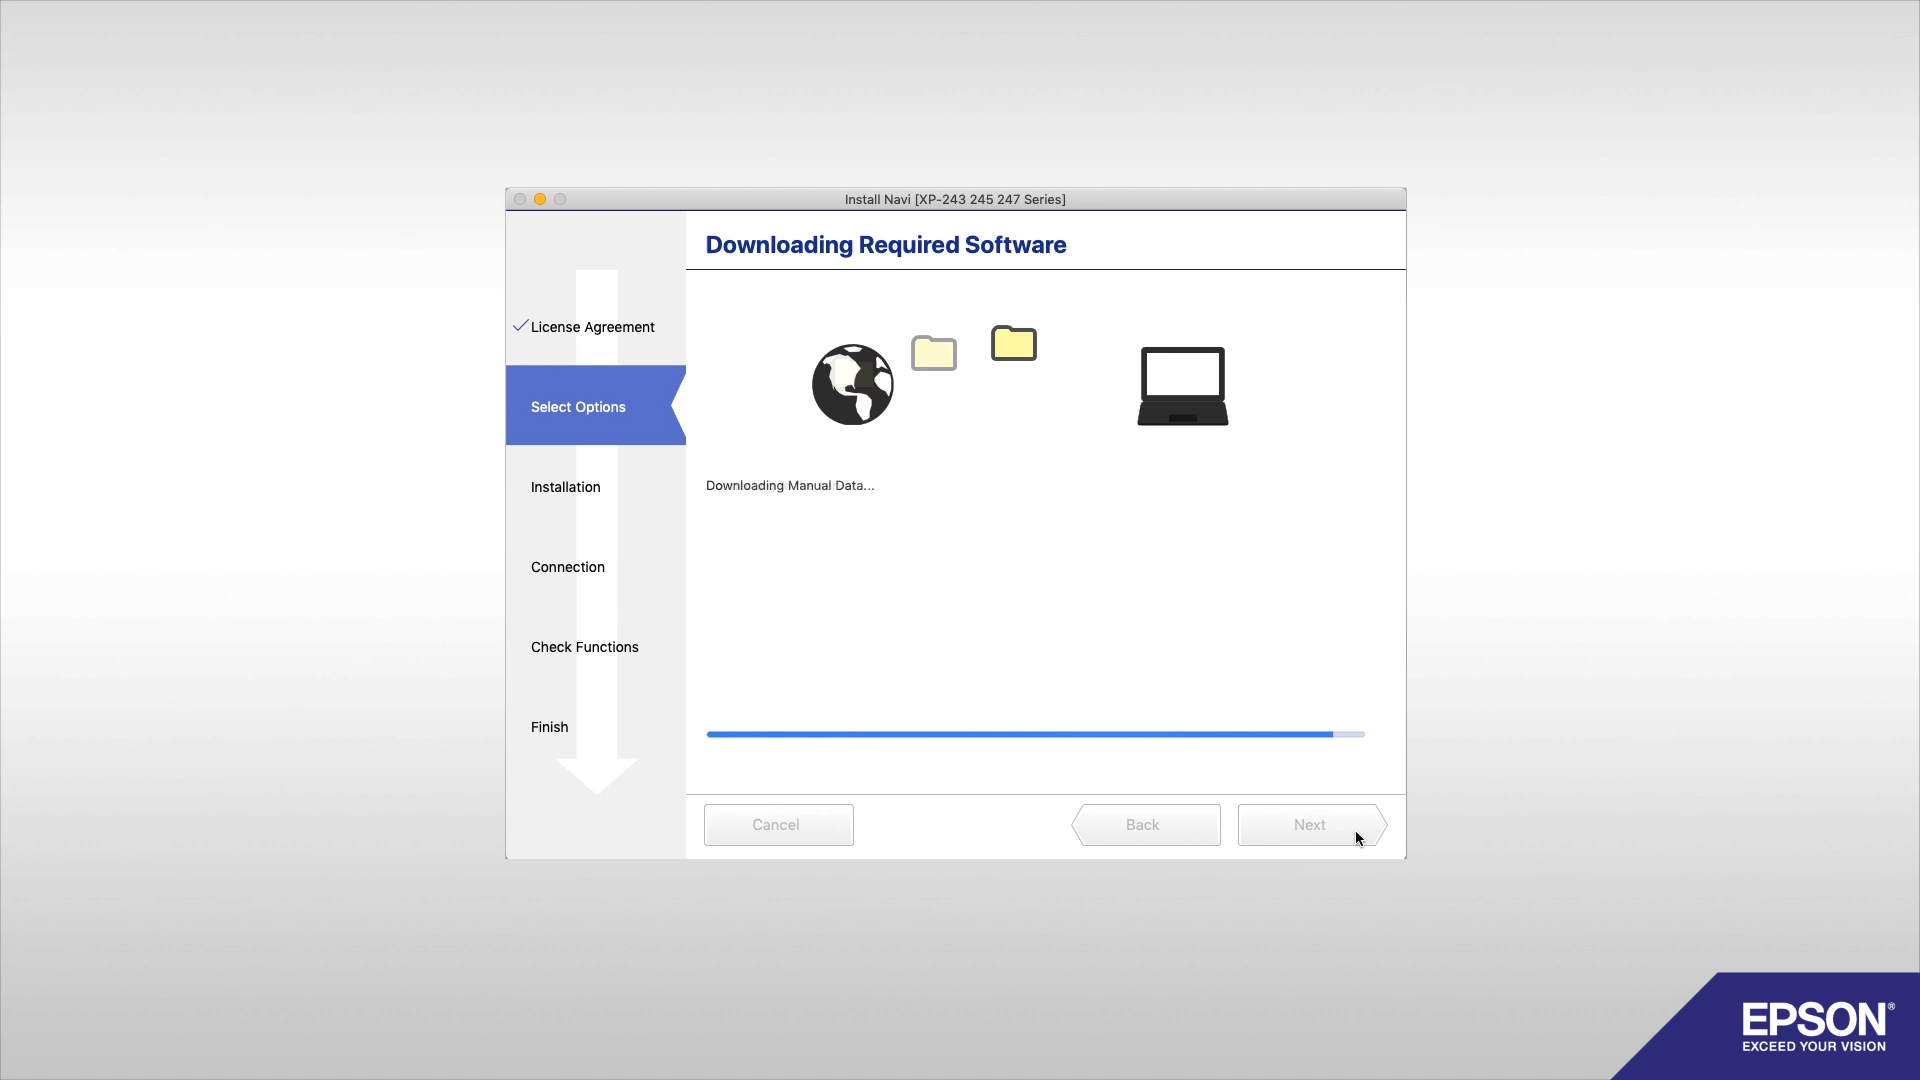 Install Navi [XP-243 245 247 Series]
Downloading Required Software
License Agreement
Select Options
Installation
Connection
Check Functions
Finish
Downloading Manual Data...
Cancel
Back
Next
EPSON®
EXCEED YOUR VISION